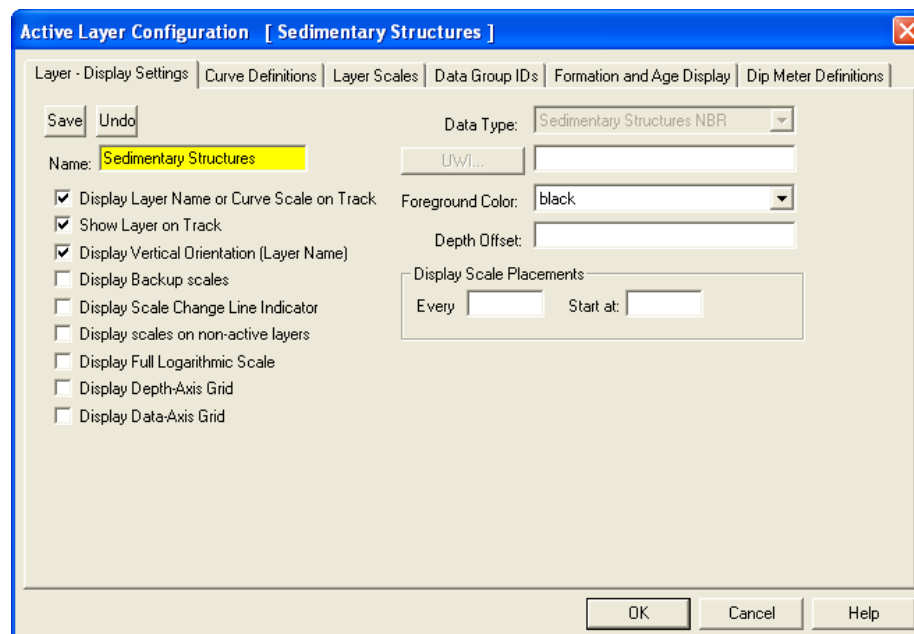 Active Layer Configuration [ Sedimentary Structures ]
Layer - Display Settings Curve Definitions Layer Scales Data Group IDs Formation and Age Display Dip Meter Definitions
Save Undo
Name: Sedimentary Structures
Display Layer Name or Curve Scale on Track
Show Layer on Track
Display Vertical Orientation (Layer Name)
Display Backup scales
Display Scale Change Line Indicator
Display scales on non-active layers
Display Full Logarithmic Scale
Display Depth-Axis Grid
Display Data-Axis Grid
Data Type: Sedimentary Structures NBR
UWI...
Foreground Color: black
Depth Offset:
Display Scale Placements
Every Start at:
OK Cancel Help